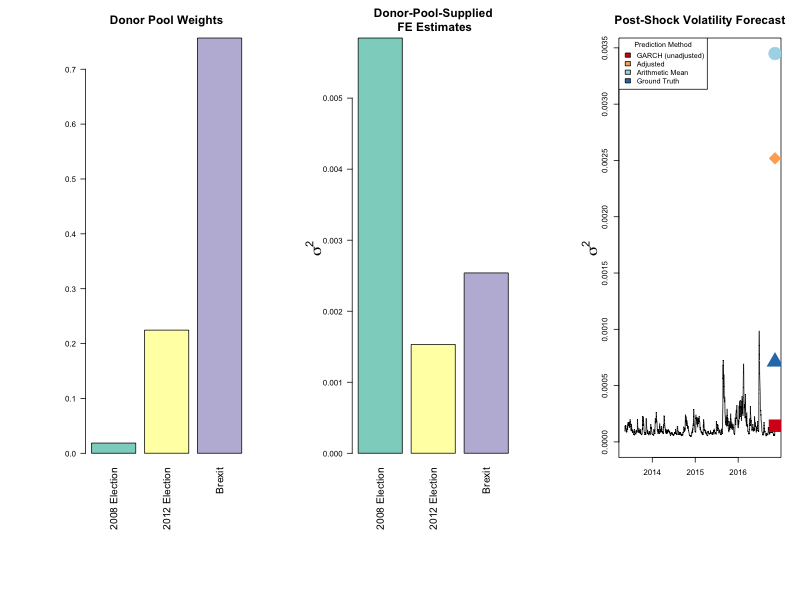 Donor Pool Weights
0.7
0.6
0.5
0.4
0.3
0.2
0.1
0.0
2008 Election
2012 Election
Brexit
Donor-Pool-Supplied
FE Estimates
σ²
0.005
0.004
0.003
0.002
0.001
0.000
2008 Election
2012 Election
Brexit
Post-Shock Volatility Forecast
Prediction Method
GARCH (unadjusted)
Adjusted
Arithmetic Mean
Ground Truth
σ²
0.0035
0.0030
0.0025
0.0020
0.0015
0.0010
0.0005
0.0000
2014 2015 2016